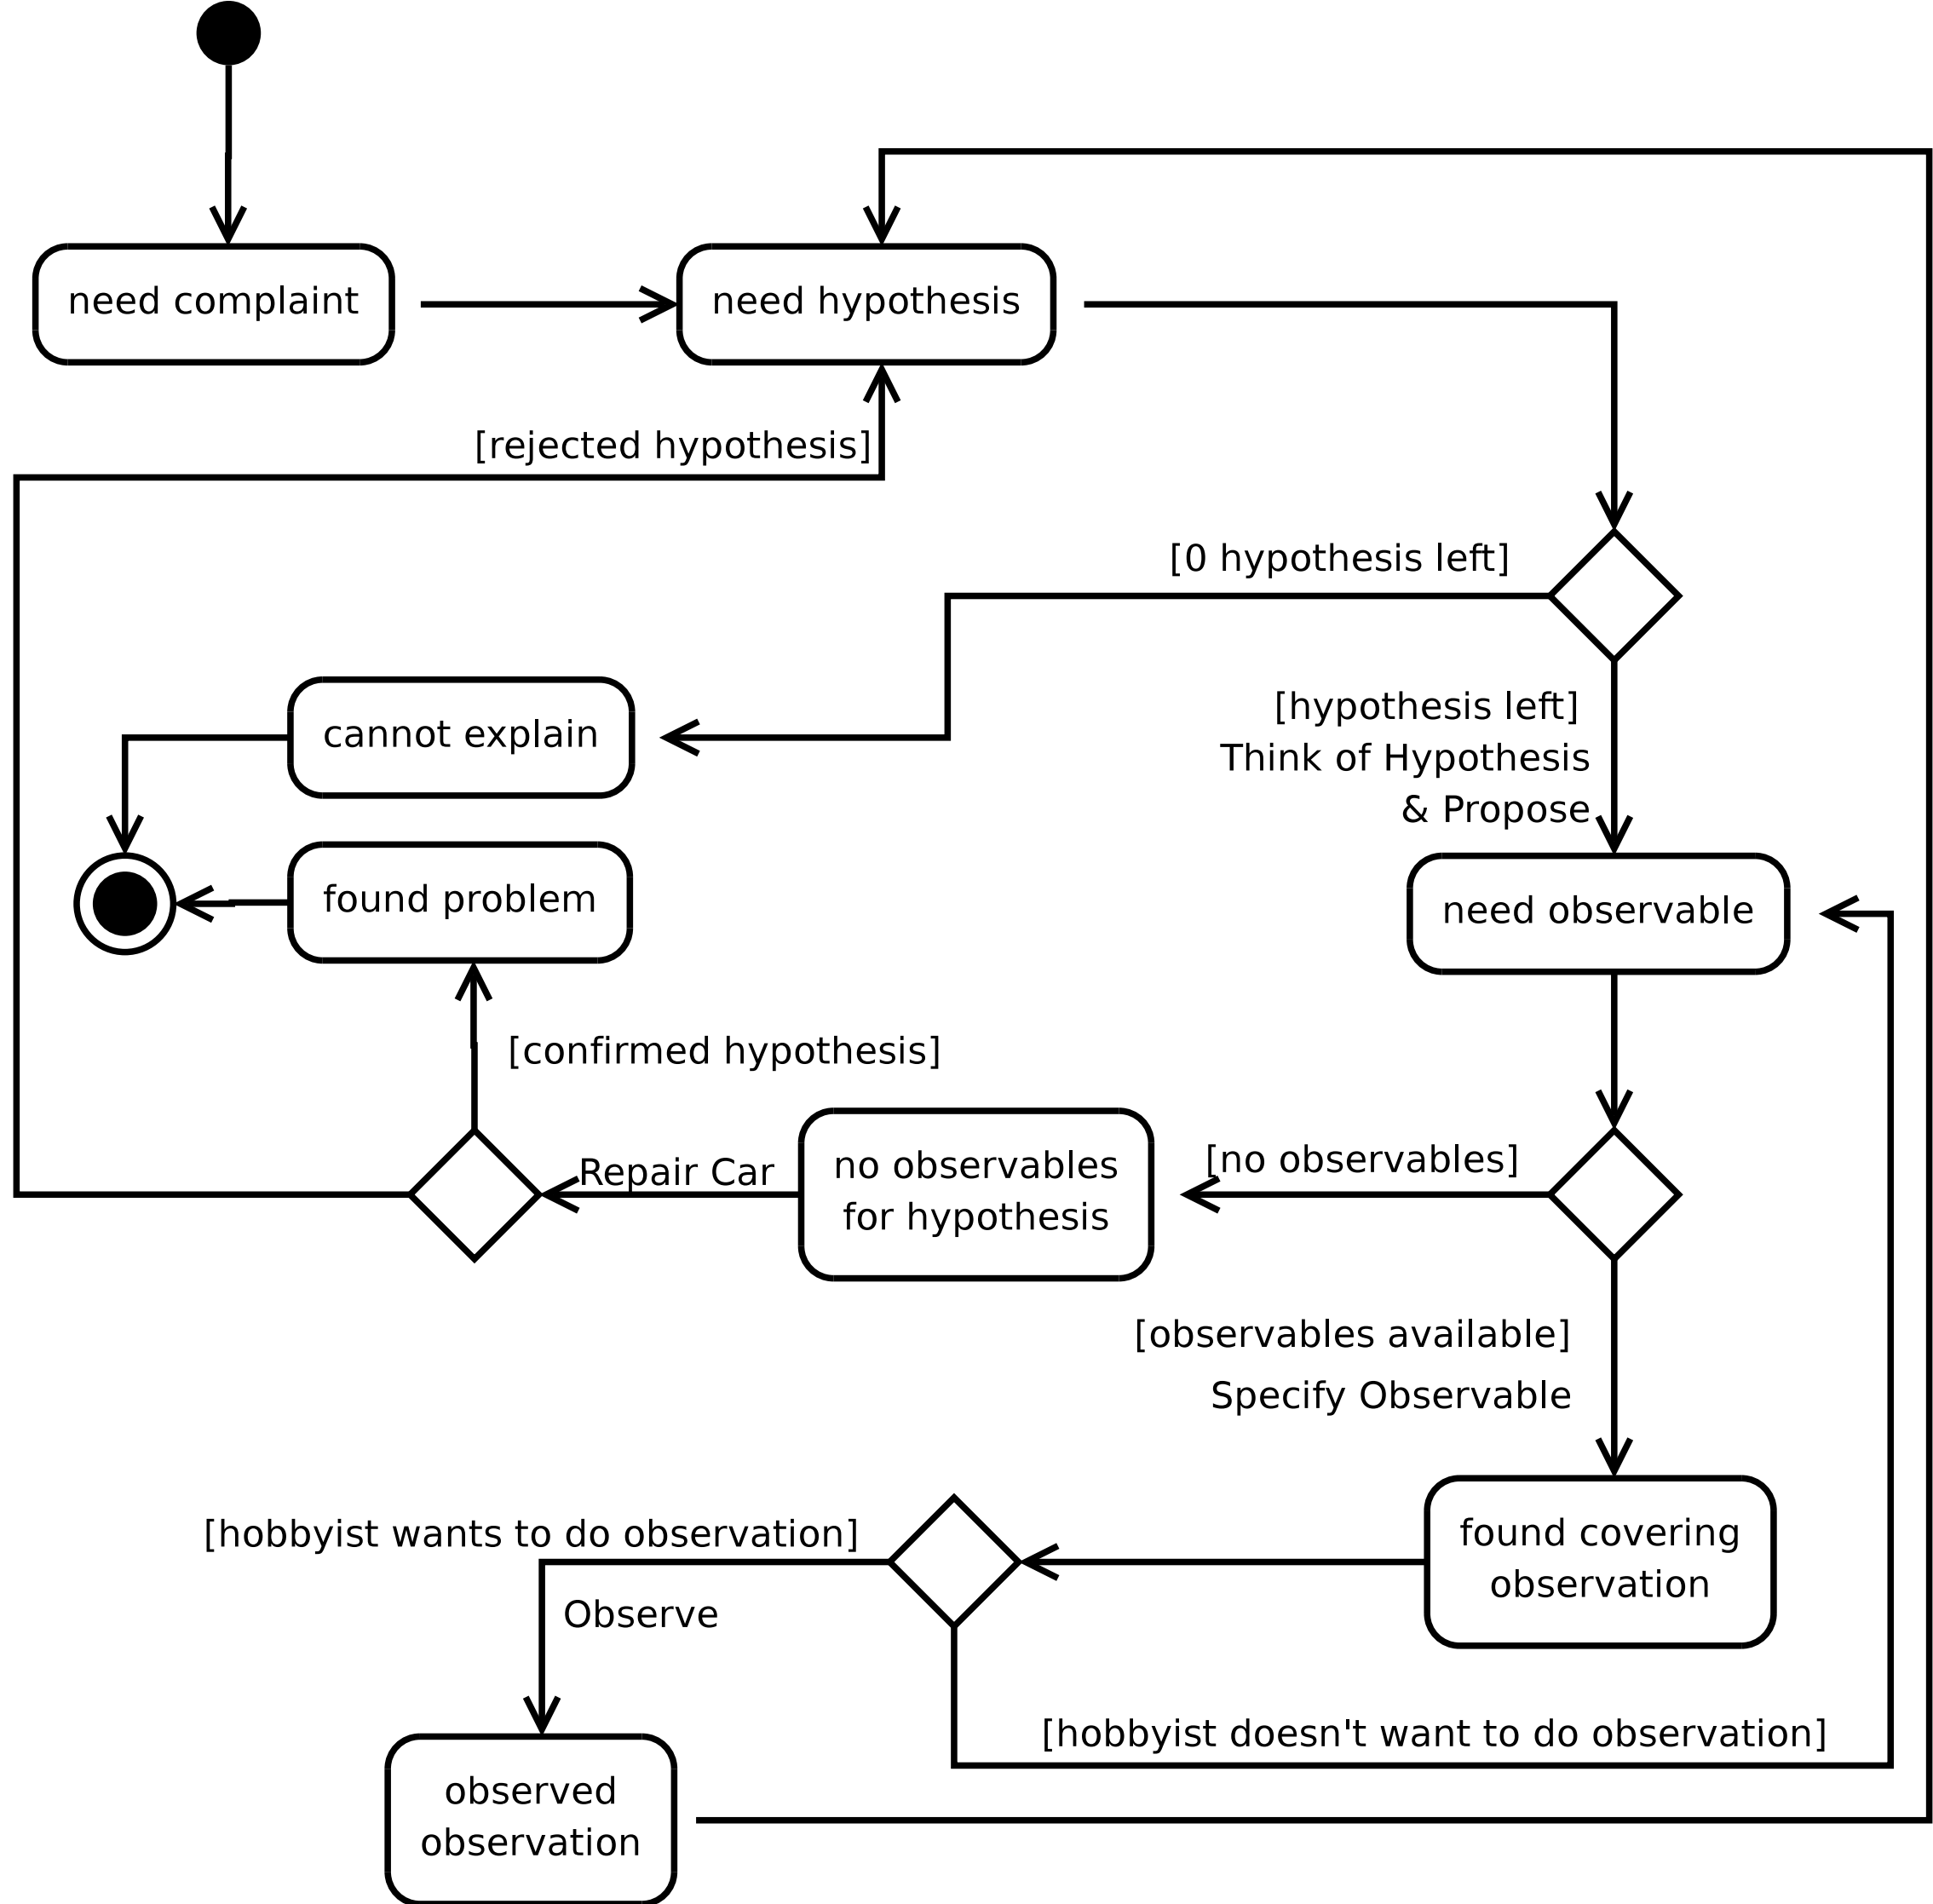 need complaint
need hypothesis
[rejected hypothesis]
[0 hypothesis left]
[hypothesis left]
Think of Hypothesis
& Propose
cannot explain
found problem
need observable
[confirmed hypothesis]
Repair Car
no observables
for hypothesis
[no observables]
[observables available]
Specify Observable
[hobbyist wants to do observation]
Observe
found covering
observation
[hobbyist doesn't want to do observation]
observed
observation